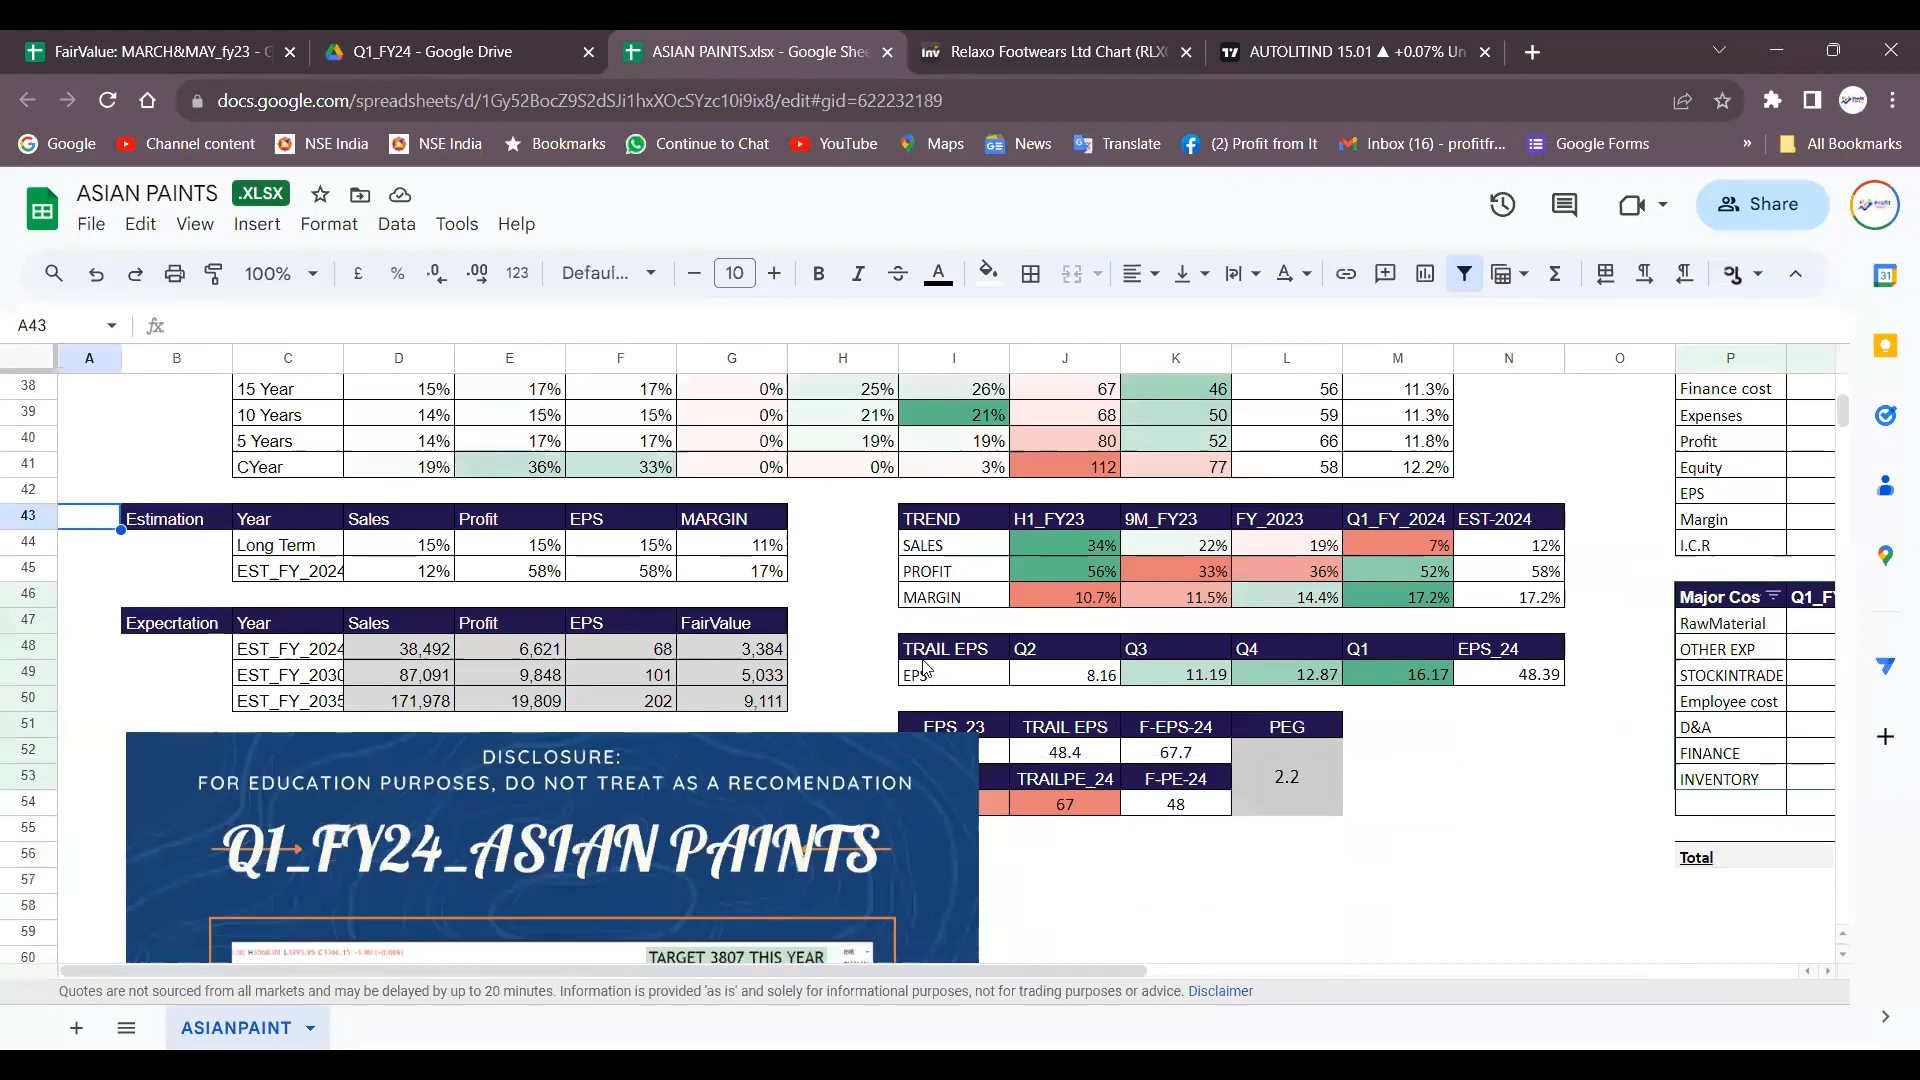 FairValue: MARCH&MAY_fy23 - G
Q1_FY24 - Google Drive
ASIAN PAINTS.xlsx - Google Shee
Inv Relaxo Footwears Ltd Chart (RLX
AUTOLITIND 15.01 ▲ +0.07% Un
docs.google.com/spreadsheets/d/1Gy52BocZ9S2dSJi1hxXOcSYzc10i9ix8/edit#gid=622232189
Google Channel content NSE India NSE India Bookmarks Continue to Chat YouTube Maps News Translate (2) Profit from It Inbox (16) - profitfr... Google Forms » All Bookmarks
ASIAN PAINTS .XLSX
File Edit View Insert Format Data Tools Help
Share
100% £ % .0 .00 123 Defaul... − 10 + B I A
31
A43 fx
A B C D E F G H I J K L M N O P
38 15 Year 15% 17% 17% 0% 25% 26% 67 46 56 11.3% Finance cost
39 10 Years 14% 15% 15% 0% 21% 21% 68 50 59 11.3% Expenses
40 5 Years 14% 17% 17% 0% 19% 19% 80 52 66 11.8% Profit
41 CYear 19% 36% 33% 0% 0% 3% 112 77 58 12.2% Equity
42 EPS
43 Estimation Year Sales Profit EPS MARGIN TREND H1_FY23 9M_FY23 FY_2023 Q1_FY_2024 EST-2024 Margin
44 Long Term 15% 15% 15% 11% SALES 34% 22% 19% 7% 12% I.C.R
45 EST_FY_2024 12% 58% 58% 17% PROFIT 56% 33% 36% 52% 58%
46 MARGIN 10.7% 11.5% 14.4% 17.2% 17.2% Major Cos Q1_FY
47 Expecrtation Year Sales Profit EPS FairValue RawMaterial
48 EST_FY_2024 38,492 6,621 68 3,384 TRAIL EPS Q2 Q3 Q4 Q1 EPS_24 OTHER EXP
49 EST_FY_2030 87,091 9,848 101 5,033 EPS 8.16 11.19 12.87 16.17 48.39 STOCKINTRADE
50 EST_FY_2035 171,978 19,809 202 9,111 Employee cost
51 EPS_23 TRAIL EPS F-EPS-24 PEG D&A
52 48.4 67.7 2.2 FINANCE
53 TRAILPE_24 F-PE-24 INVENTORY
54 67 48
55
56 Total
57
58
59
60
DISCLOSURE:
FOR EDUCATION PURPOSES, DO NOT TREAT AS A RECOMENDATION
Q1_FY24_ASIAN PAINTS
TARGET 3807 THIS YEAR
Quotes are not sourced from all markets and may be delayed by up to 20 minutes. Information is provided 'as is' and solely for informational purposes, not for trading purposes or advice. Disclaimer
ASIANPAINT